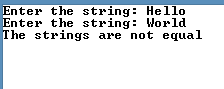 Enter the string: Hello
Enter the string: World
The strings are not equal